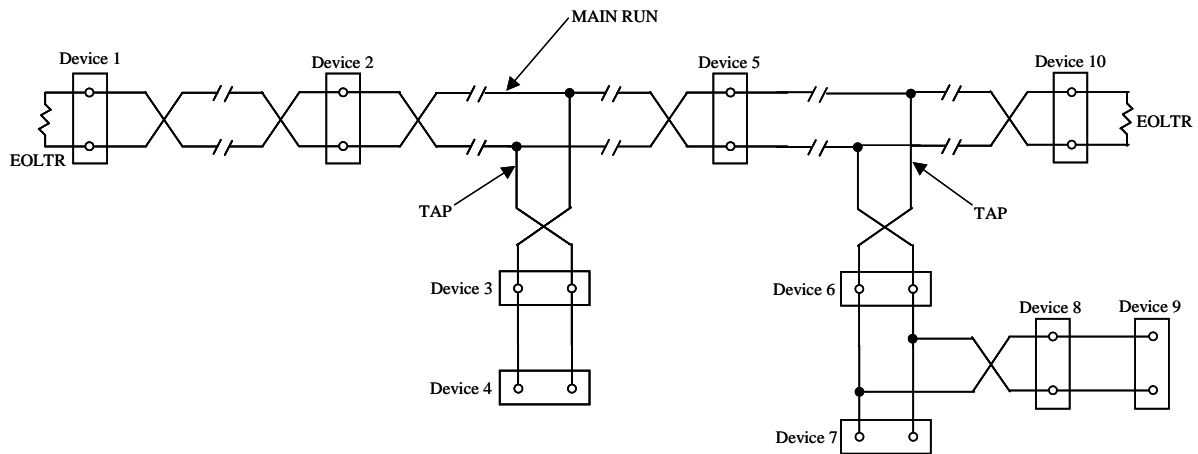 MAIN RUN
Device 1
Device 2
Device 5
Device 10
EOLTR
EOLTR
TAP
TAP
Device 3
Device 6
Device 8
Device 9
Device 4
Device 7